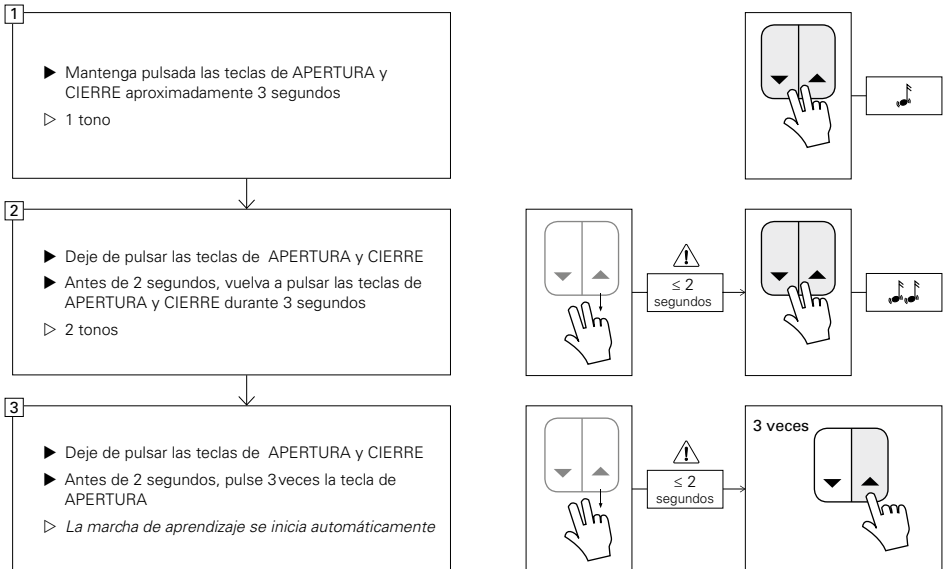 1
▶ Mantenga pulsada las teclas de APERTURA y
CIERRE aproximadamente 3 segundos
▷ 1 tono
2
▶ Deje de pulsar las teclas de APERTURA y CIERRE
▶ Antes de 2 segundos, vuelva a pulsar las teclas de
APERTURA y CIERRE durante 3 segundos
▷ 2 tonos
≤ 2
segundos
3
▶ Deje de pulsar las teclas de APERTURA y CIERRE
▶ Antes de 2 segundos, pulse 3 veces la tecla de
APERTURA
▷ La marcha de aprendizaje se inicia automáticamente
≤ 2
segundos
3 veces